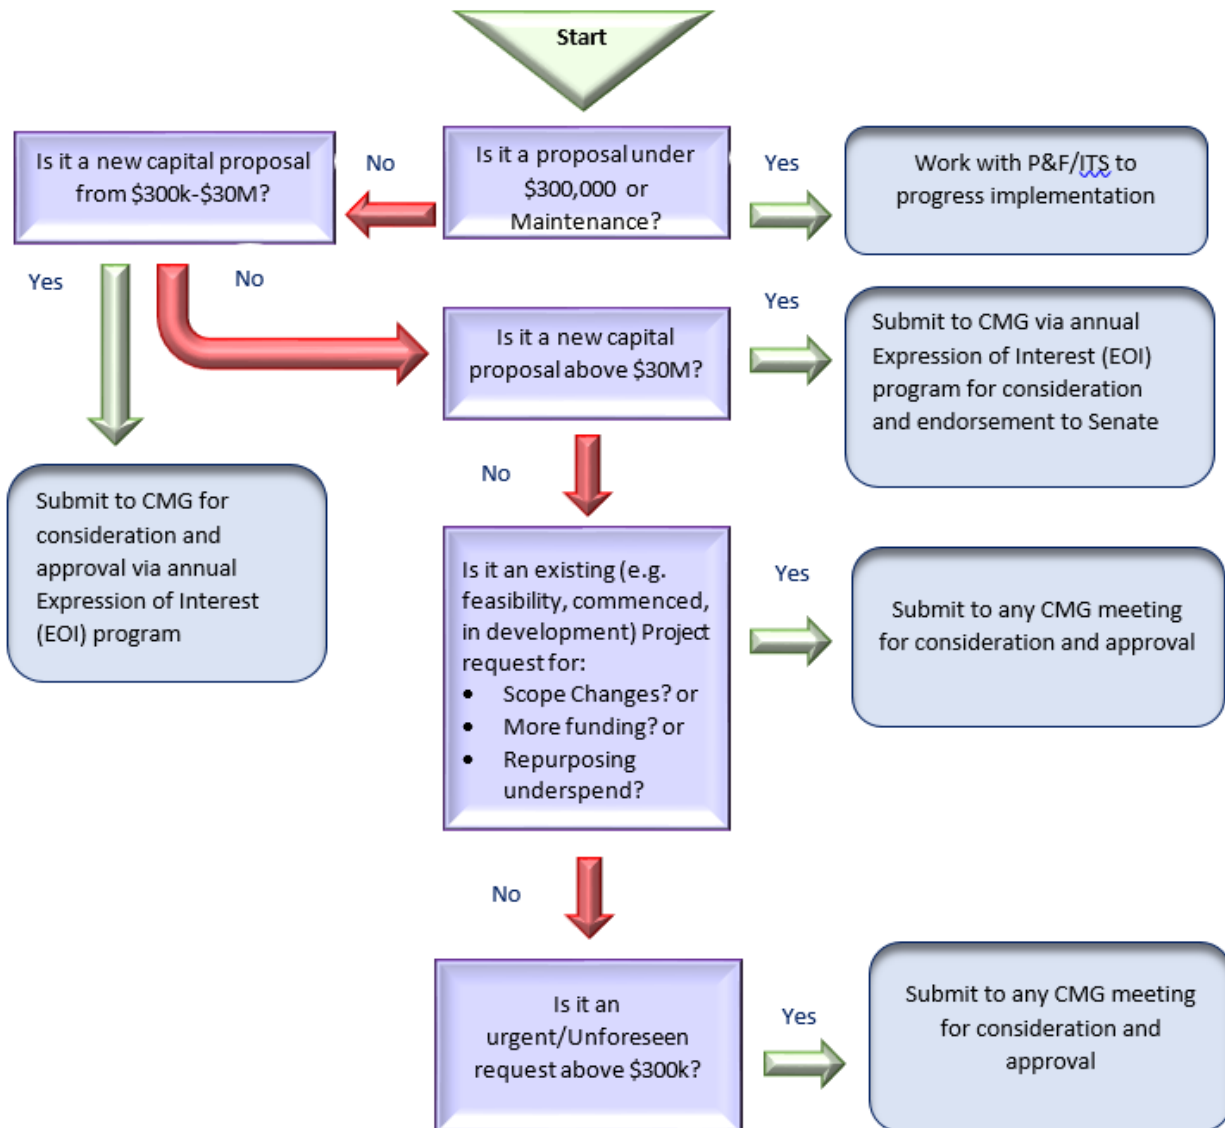 Start
Is it a new capital proposal
from $300k-$30M?
No
Is it a proposal under
$300,000 or
Maintenance?
Yes
Work with P&F/ITS to
progress implementation
Yes
No
Is it a new capital
proposal above $30M?
Yes
Submit to CMG via annual
Expression of Interest (EOI)
program for consideration
and endorsement to Senate
Submit to CMG for
consideration and
approval via annual
Expression of Interest
(EOI) program
No
Is it an existing (e.g.
feasibility, commenced,
in development) Project
request for:
• Scope Changes? or
• More funding? or
• Repurposing
underspend?
Yes
Submit to any CMG meeting
for consideration and approval
No
Is it an
urgent/Unforeseen
request above $300k?
Yes
Submit to any CMG meeting
for consideration and
approval